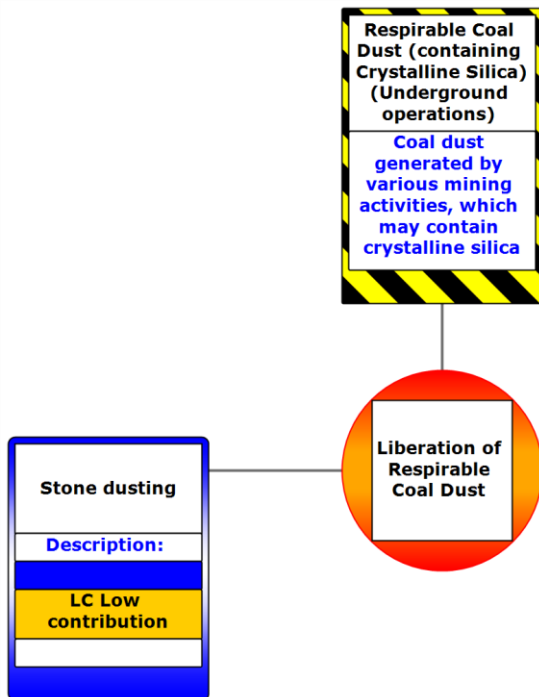 Respirable Coal
Dust (containing
Crystalline Silica)
(Underground
operations)
Coal dust
generated by
various mining
activities, which
may contain
crystalline silica
Liberation of
Respirable
Coal Dust
Stone dusting
Description:
LC Low
contribution